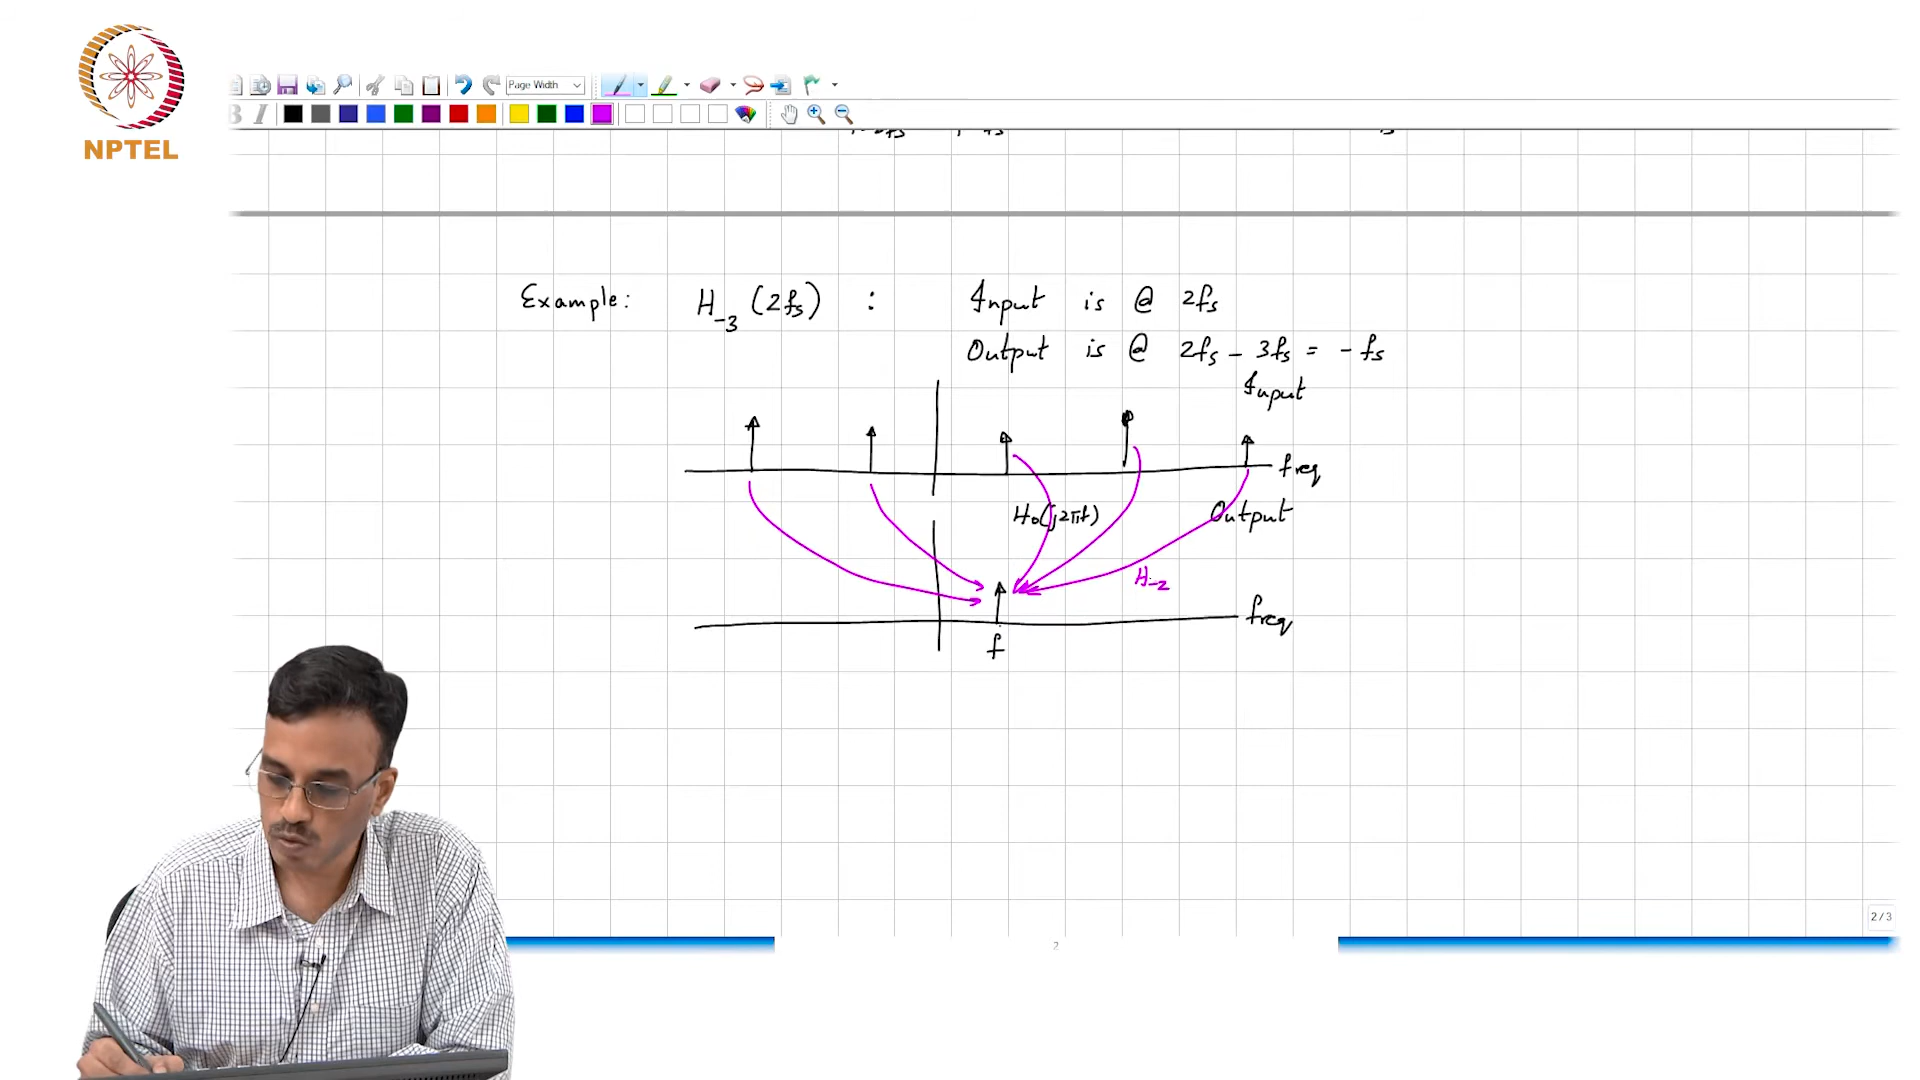 NPTEL
Page Width
Example: H₋₃ (2fs) : Input is @ 2fs
Output is @ 2fs - 3fs = - fs
Input
freq
H₀(j2πf)
Output
H₋₂
freq
f
2/3
2